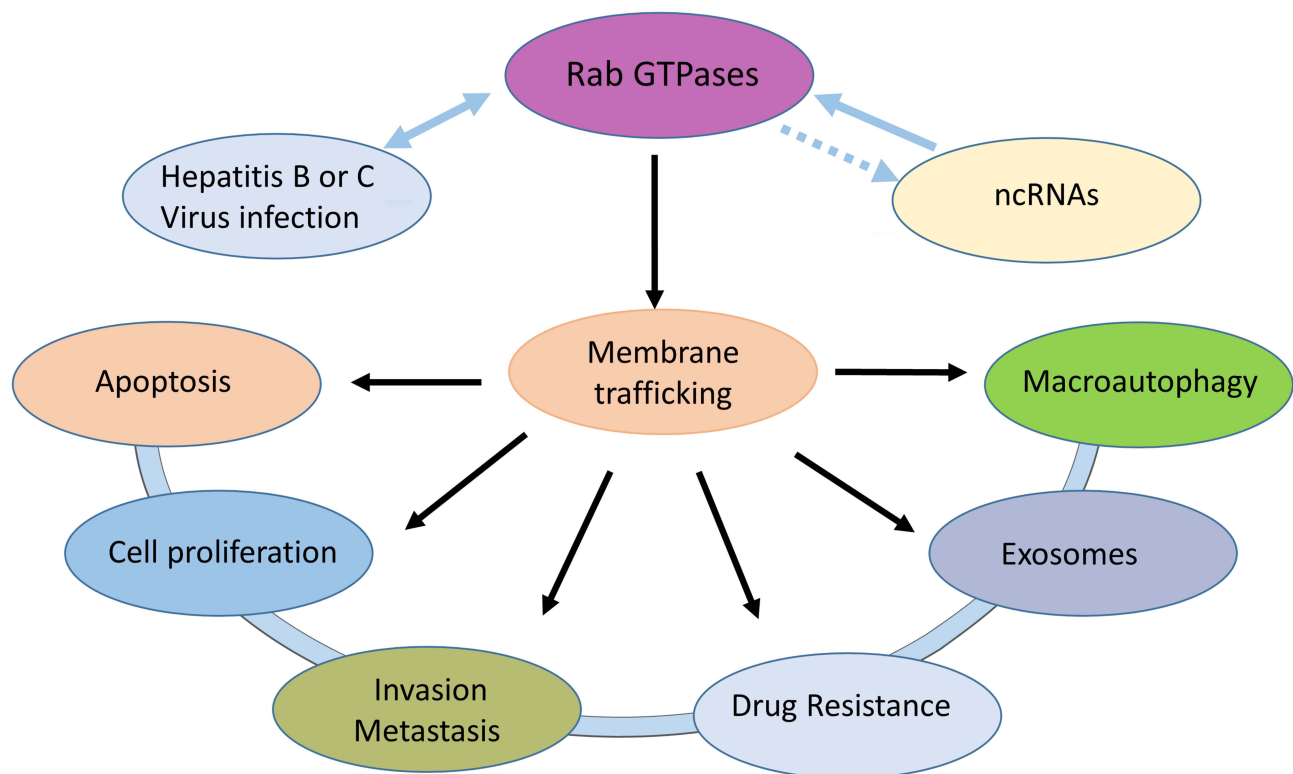 Rab GTPases
Hepatitis B or C
Virus infection
ncRNAs
Membrane
trafficking
Apoptosis
Macroautophagy
Cell proliferation
Exosomes
Invasion
Metastasis
Drug Resistance